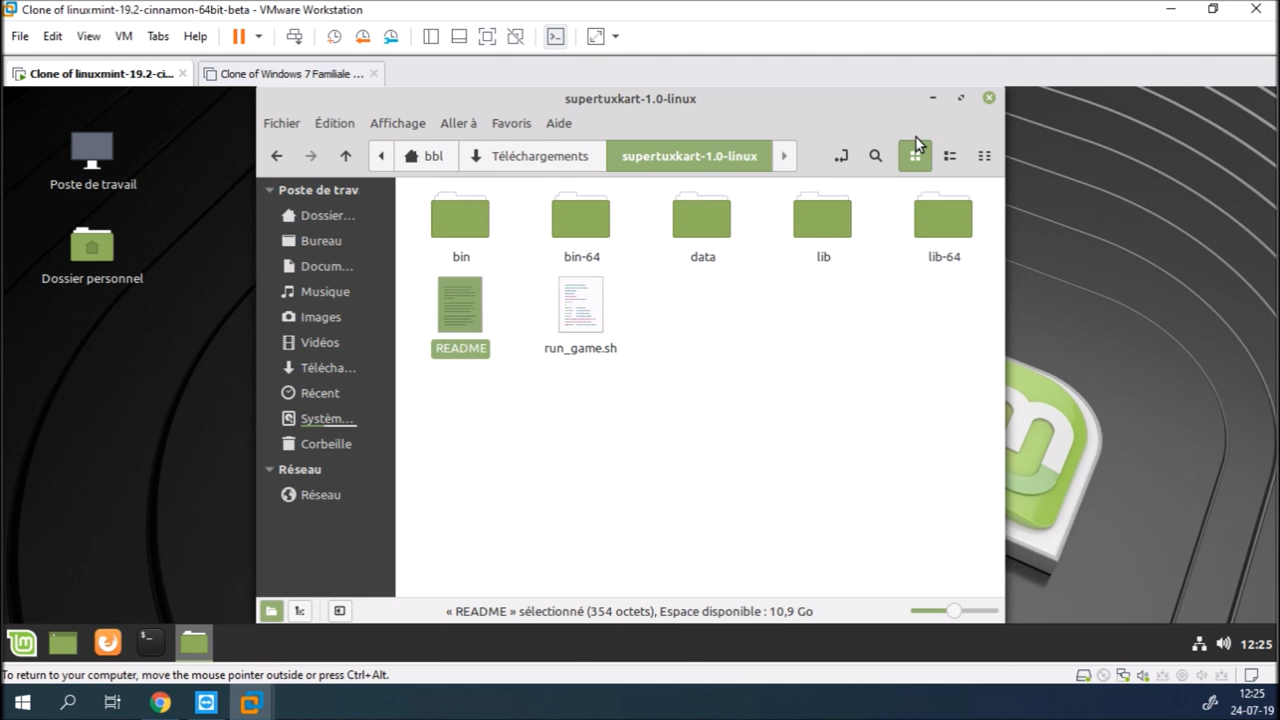 Clone of linuxmint-19.2-cinnamon-64bit-beta - VMware Workstation
File Edit View VM Tabs Help
Clone of linuxmint-19.2-ci... Clone of Windows 7 Familiale ...
supertuxkart-1.0-linux
Fichier Édition Affichage Aller à Favoris Aide
bbl Téléchargements supertuxkart-1.0-linux
Poste de travail
Dossier personnel
Poste de trav
Dossier...
Bureau
Docum...
Musique
Images
Vidéos
Télécha...
Récent
Systèm...
Corbeille
Réseau
Réseau
bin bin-64 data lib lib-64
README run_game.sh
« README » sélectionné (354 octets), Espace disponible : 10,9 Go
12:25
To return to your computer, move the mouse pointer outside or press Ctrl+Alt.
12:25
24-07-19